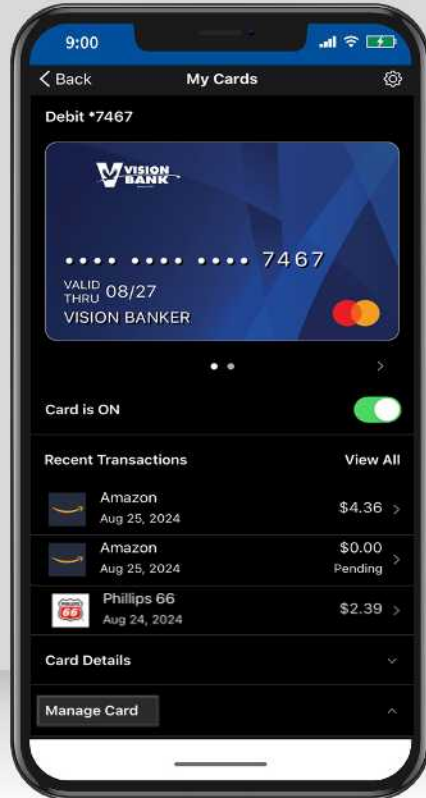 9:00
Back My Cards
Debit *7467
VISION
BANK
•••• •••• •••• 7467
VALID
THRU 08/27
VISION BANKER
Card is ON
Recent Transactions View All
Amazon $4.36
Aug 25, 2024
Amazon $0.00
Aug 25, 2024 Pending
Phillips 66 $2.39
Aug 24, 2024
Card Details
Manage Card